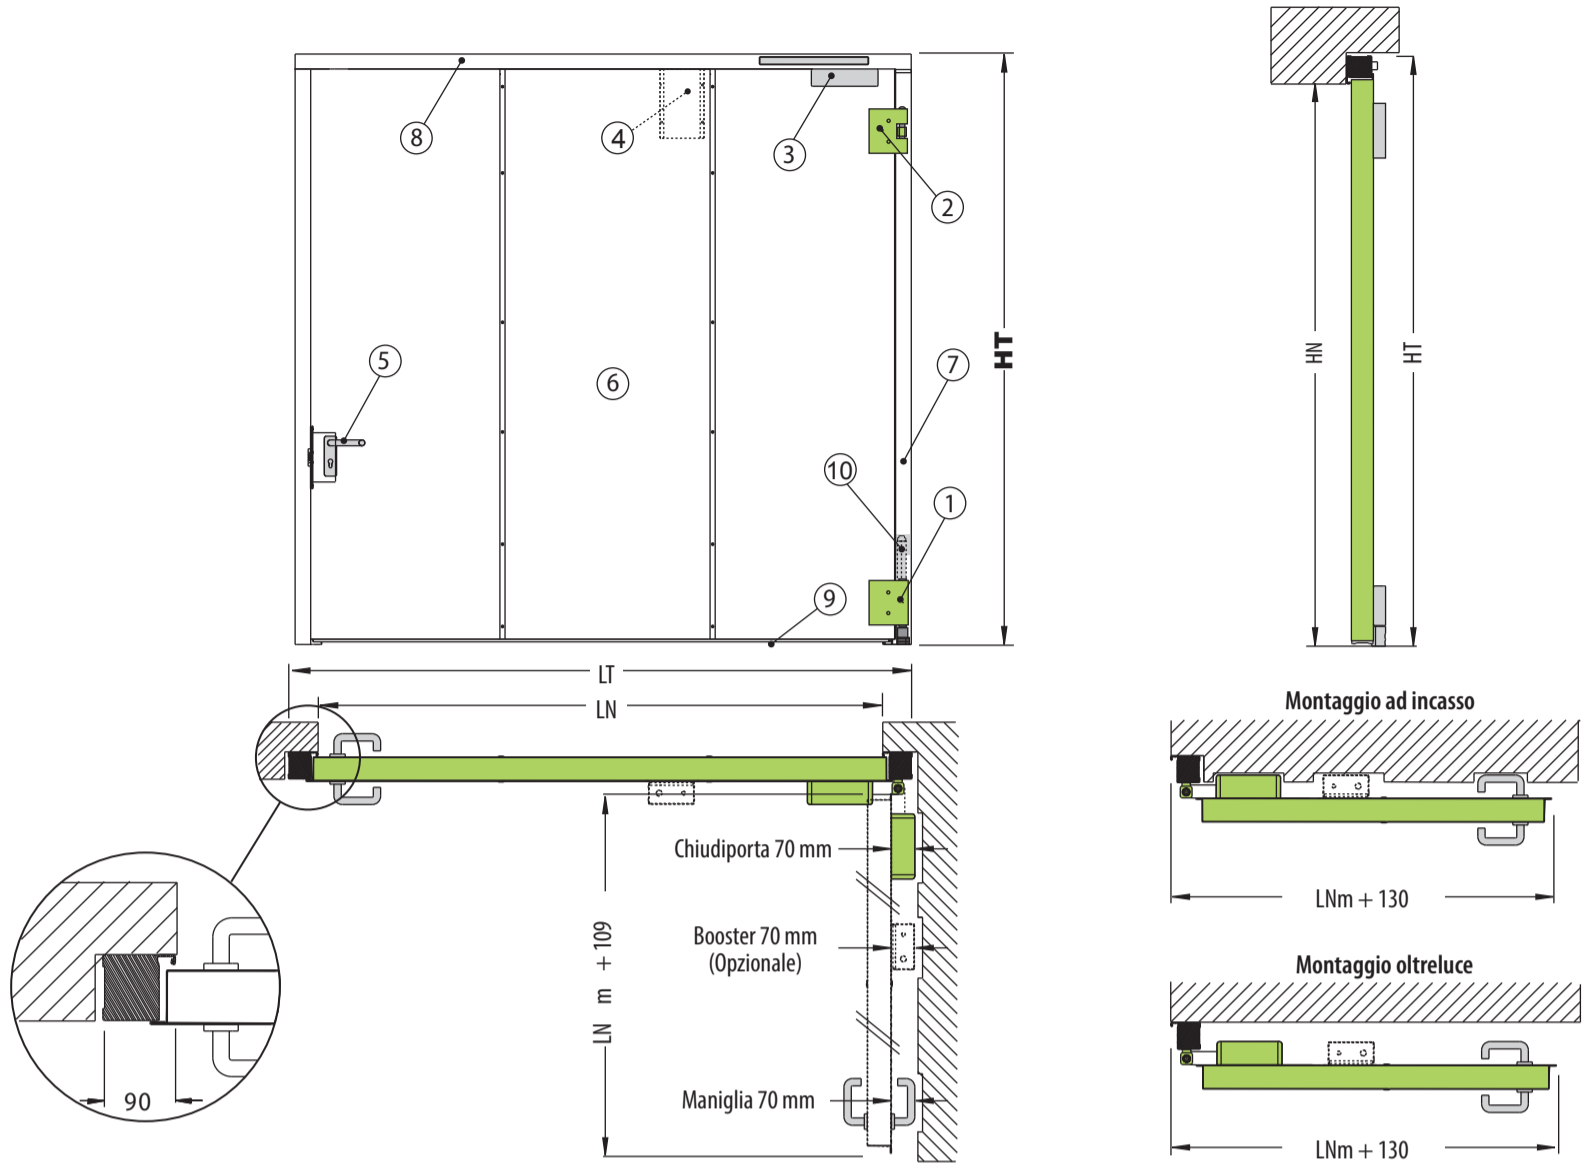 8
4
3
2
5
6
7
10
1
9
HT
HN
HT
LT
LN
Chiudiporta 70 mm
Booster 70 mm
(Opzionale)
Maniglia 70 mm
LN m + 109
90
Montaggio ad incasso
LNm + 130
Montaggio oltreluce
LNm + 130